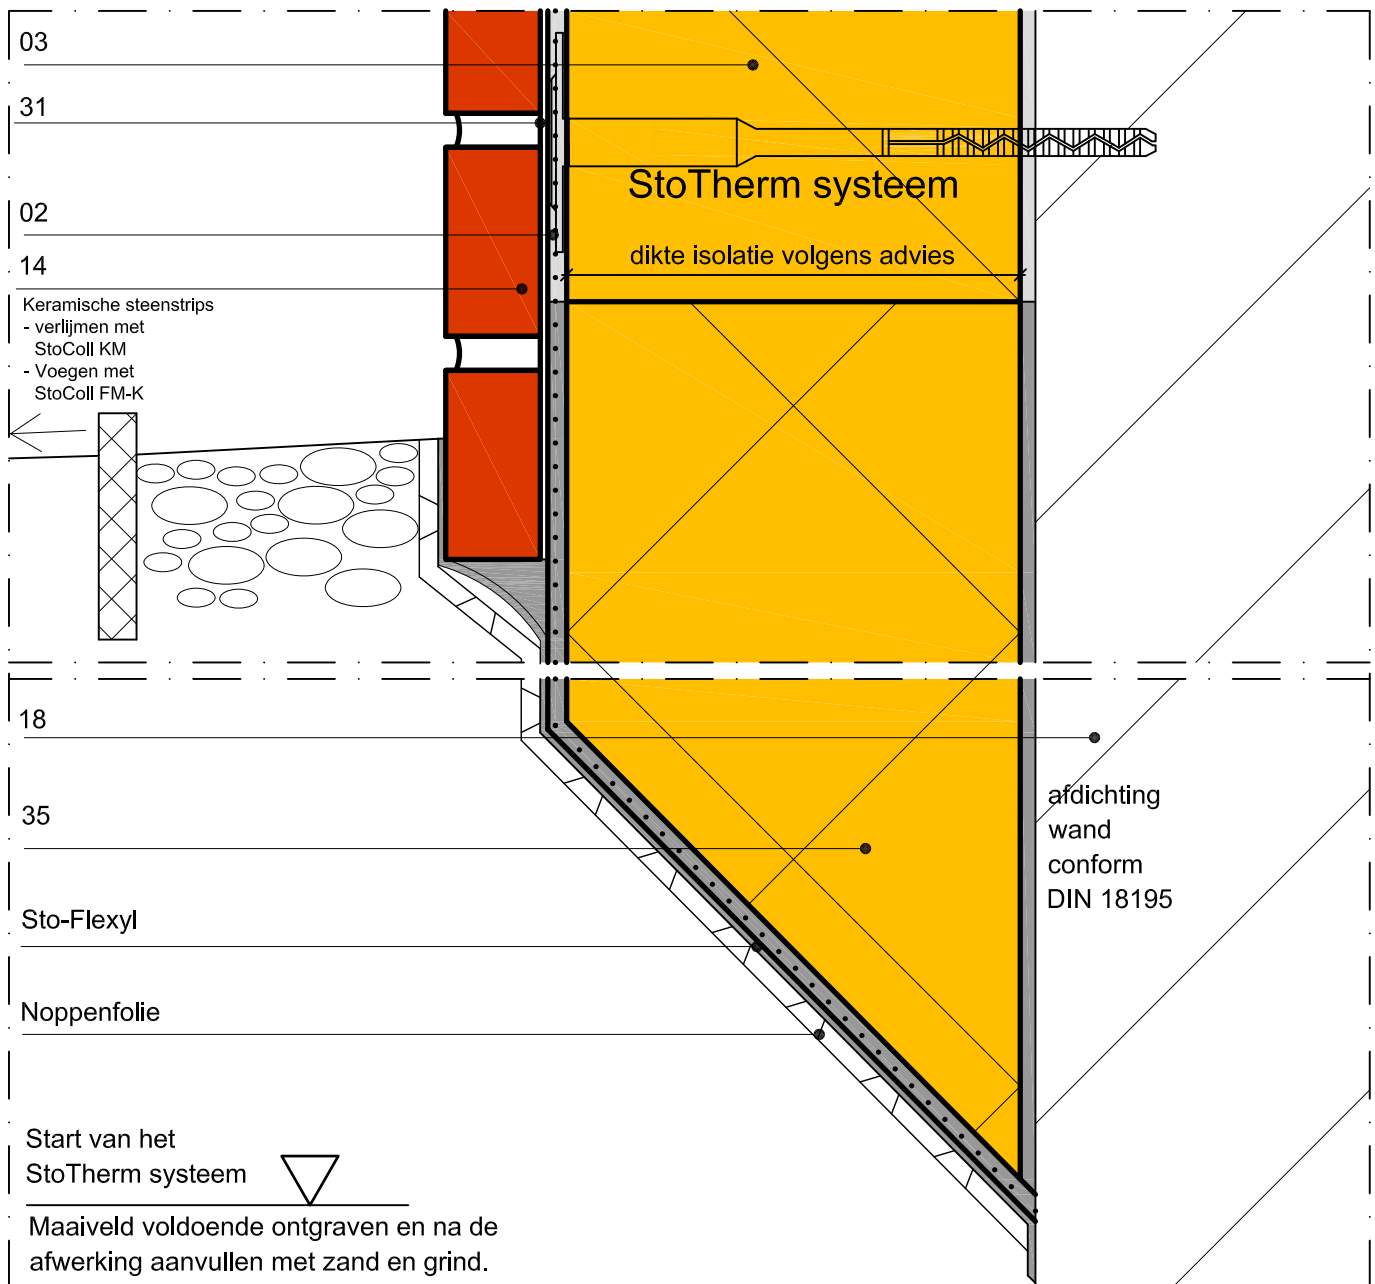 03
31
02
14
Keramische steenstrips
- verlijmen met
StoColl KM
- Voegen met
StoColl FM-K
StoTherm systeem
dikte isolatie volgens advies
18
35
Sto-Flexyl
Noppenfolie
afdichting
wand
conform
DIN 18195
Start van het
StoTherm systeem
Maaiveld voldoende ontgraven en na de
afwerking aanvullen met zand en grind.